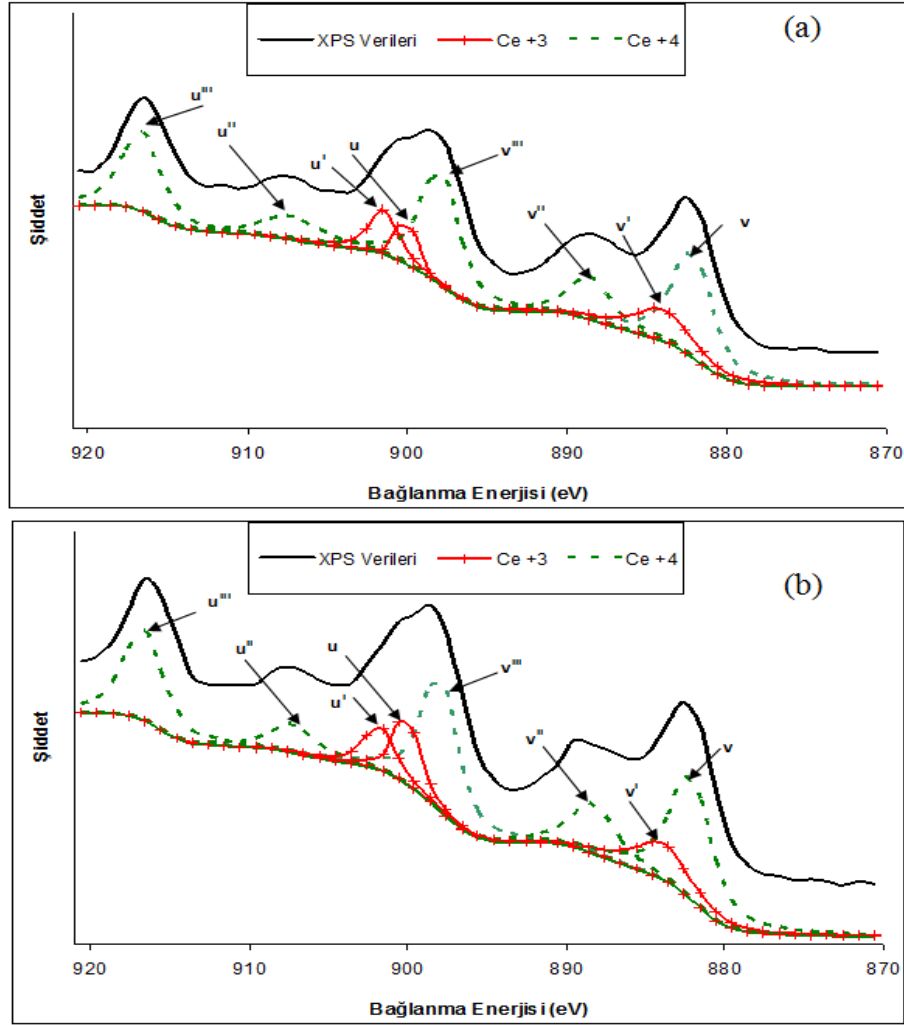 XPS Verileri Ce +3 Ce +4
(a)
u'''
u''
u'
u
v'''
v''
v'
v
Şiddet
920 910 900 890 880 870
Bağlanma Enerjisi (eV)
XPS Verileri Ce +3 Ce +4
(b)
u'''
u''
u
u'
v'''
v''
v'
v
Şiddet
920 910 900 890 880 870
Bağlanma Enerjisi (eV)